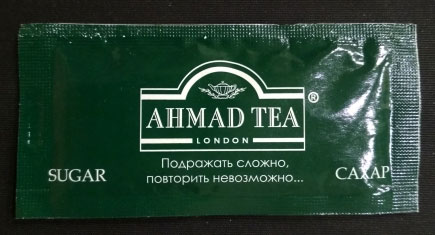 AHMAD TEA®
LONDON
Подражать сложно,
повторить невозможно...
SUGAR
САХАР